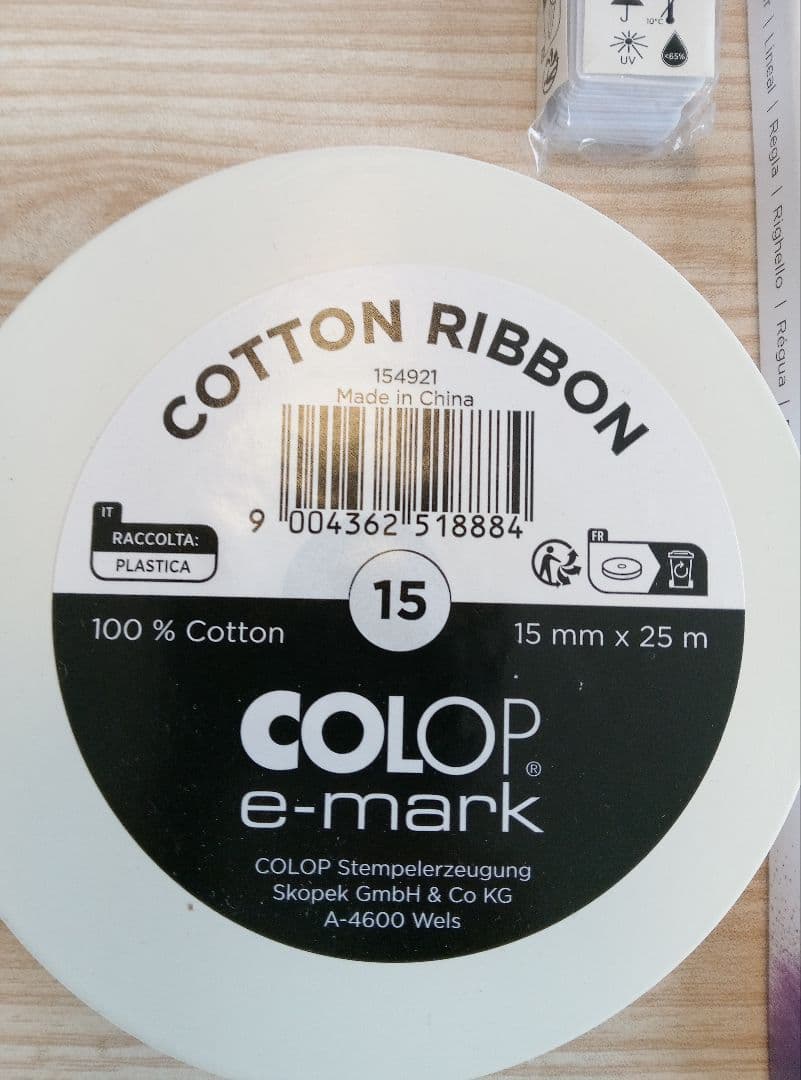 10°C
UV
<65%
Lineal | Regla | Righello | Régua |
COTTON RIBBON
154921
Made in China
9 004362 518884
IT
RACCOLTA:
PLASTICA
FR
15
100 % Cotton
15 mm x 25 m
COLOP®
e-mark
COLOP Stempelerzeugung
Skopek GmbH & Co KG
A-4600 Wels